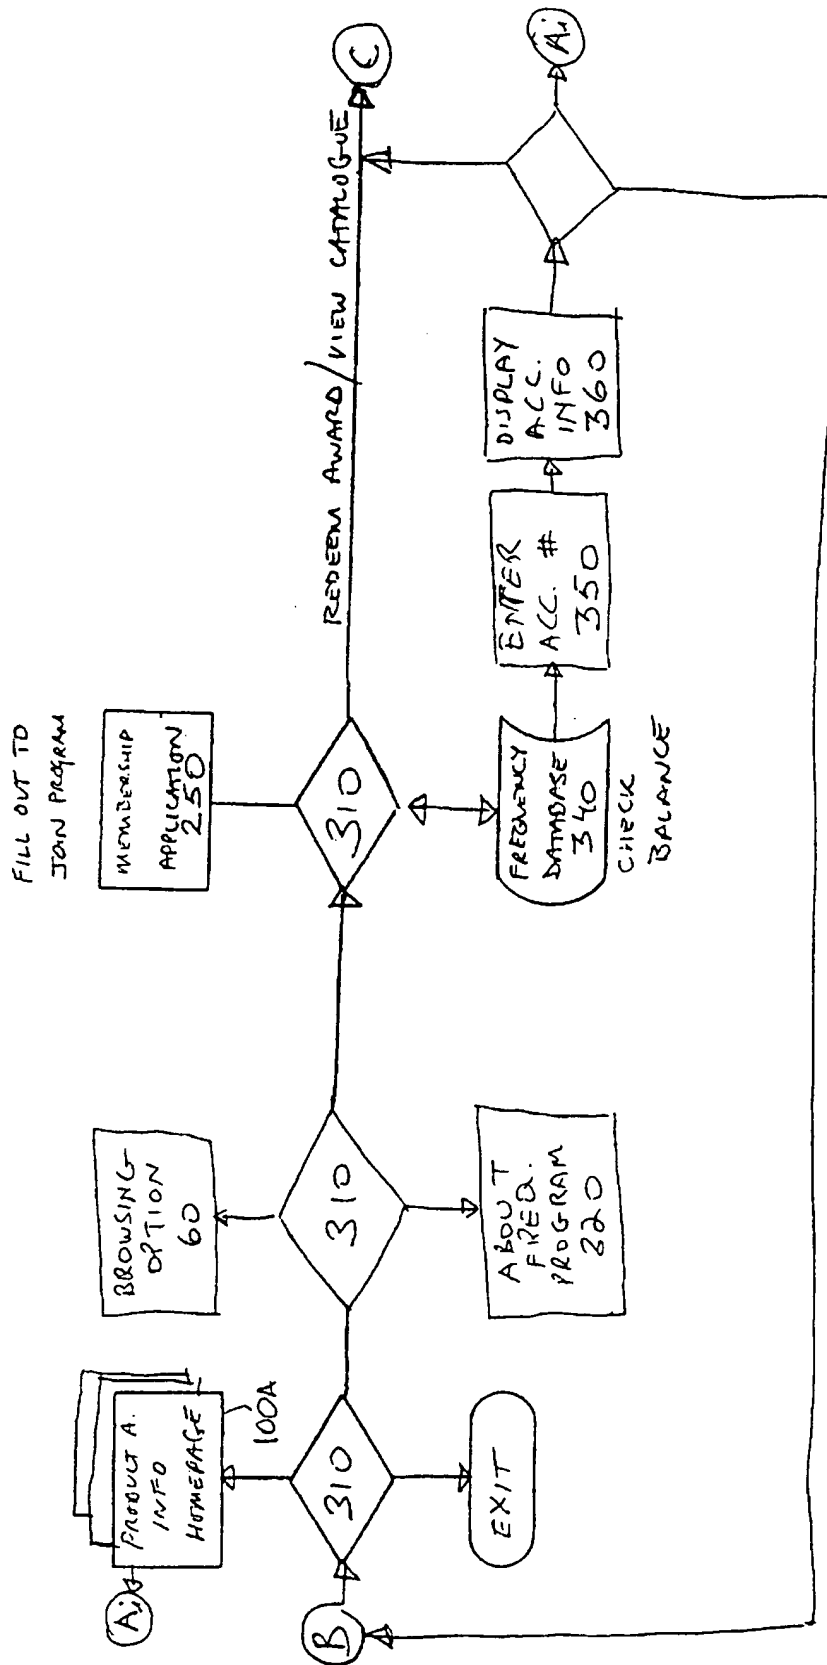 FILL OUT TO
JOIN PROGRAM
Ai
PRODUCT A.
INFO
HOMEPAGE
100A
BROWSING
OPTION
60
MEMBERSHIP
APPLICATION
250
B
310
310
310
REDEEM AWARD/VIEW CATALOGUE
C
EXIT
ABOUT
FREQ.
PROGRAM
320
FREQUENCY
DATABASE
340
CHECK
BALANCE
ENTER
ACC. #
350
DISPLAY
ACC.
INFO
360
Ai